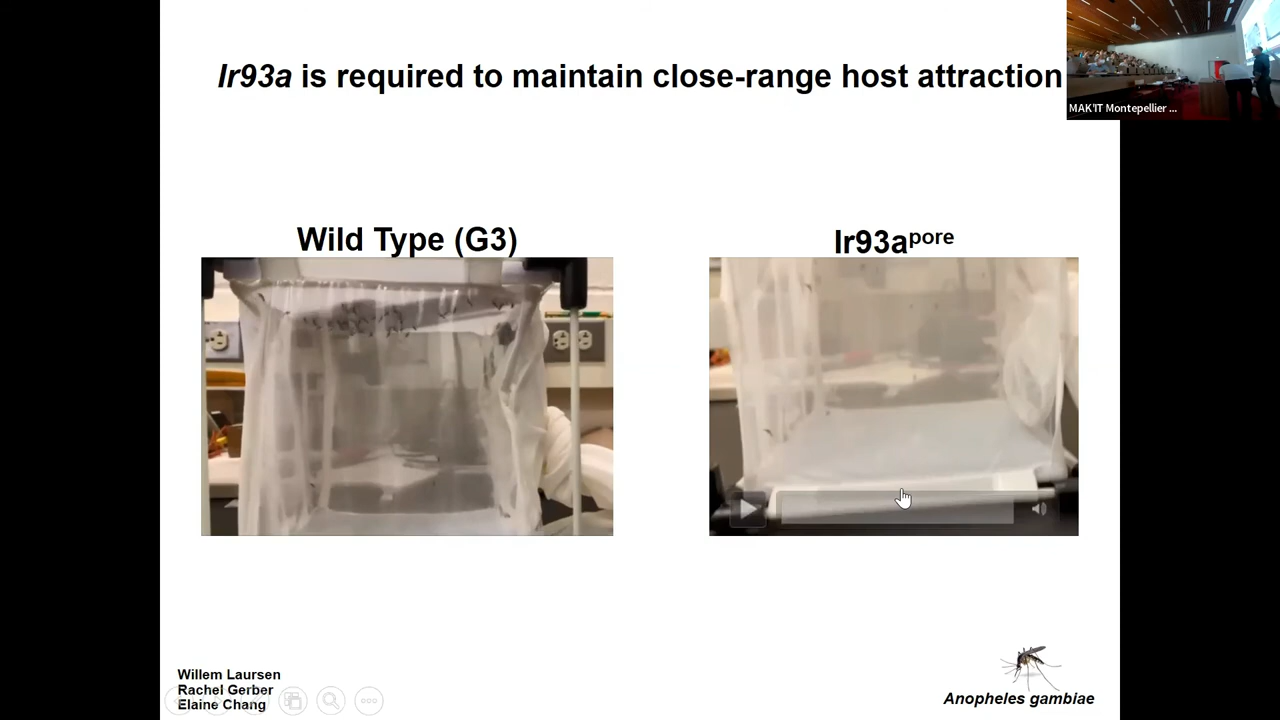 Ir93a is required to maintain close-range host attraction
MAK'IT Montepellier ...
Wild Type (G3)
Ir93apore
Willem Laursen
Rachel Gerber
Elaine Chang
Anopheles gambiae